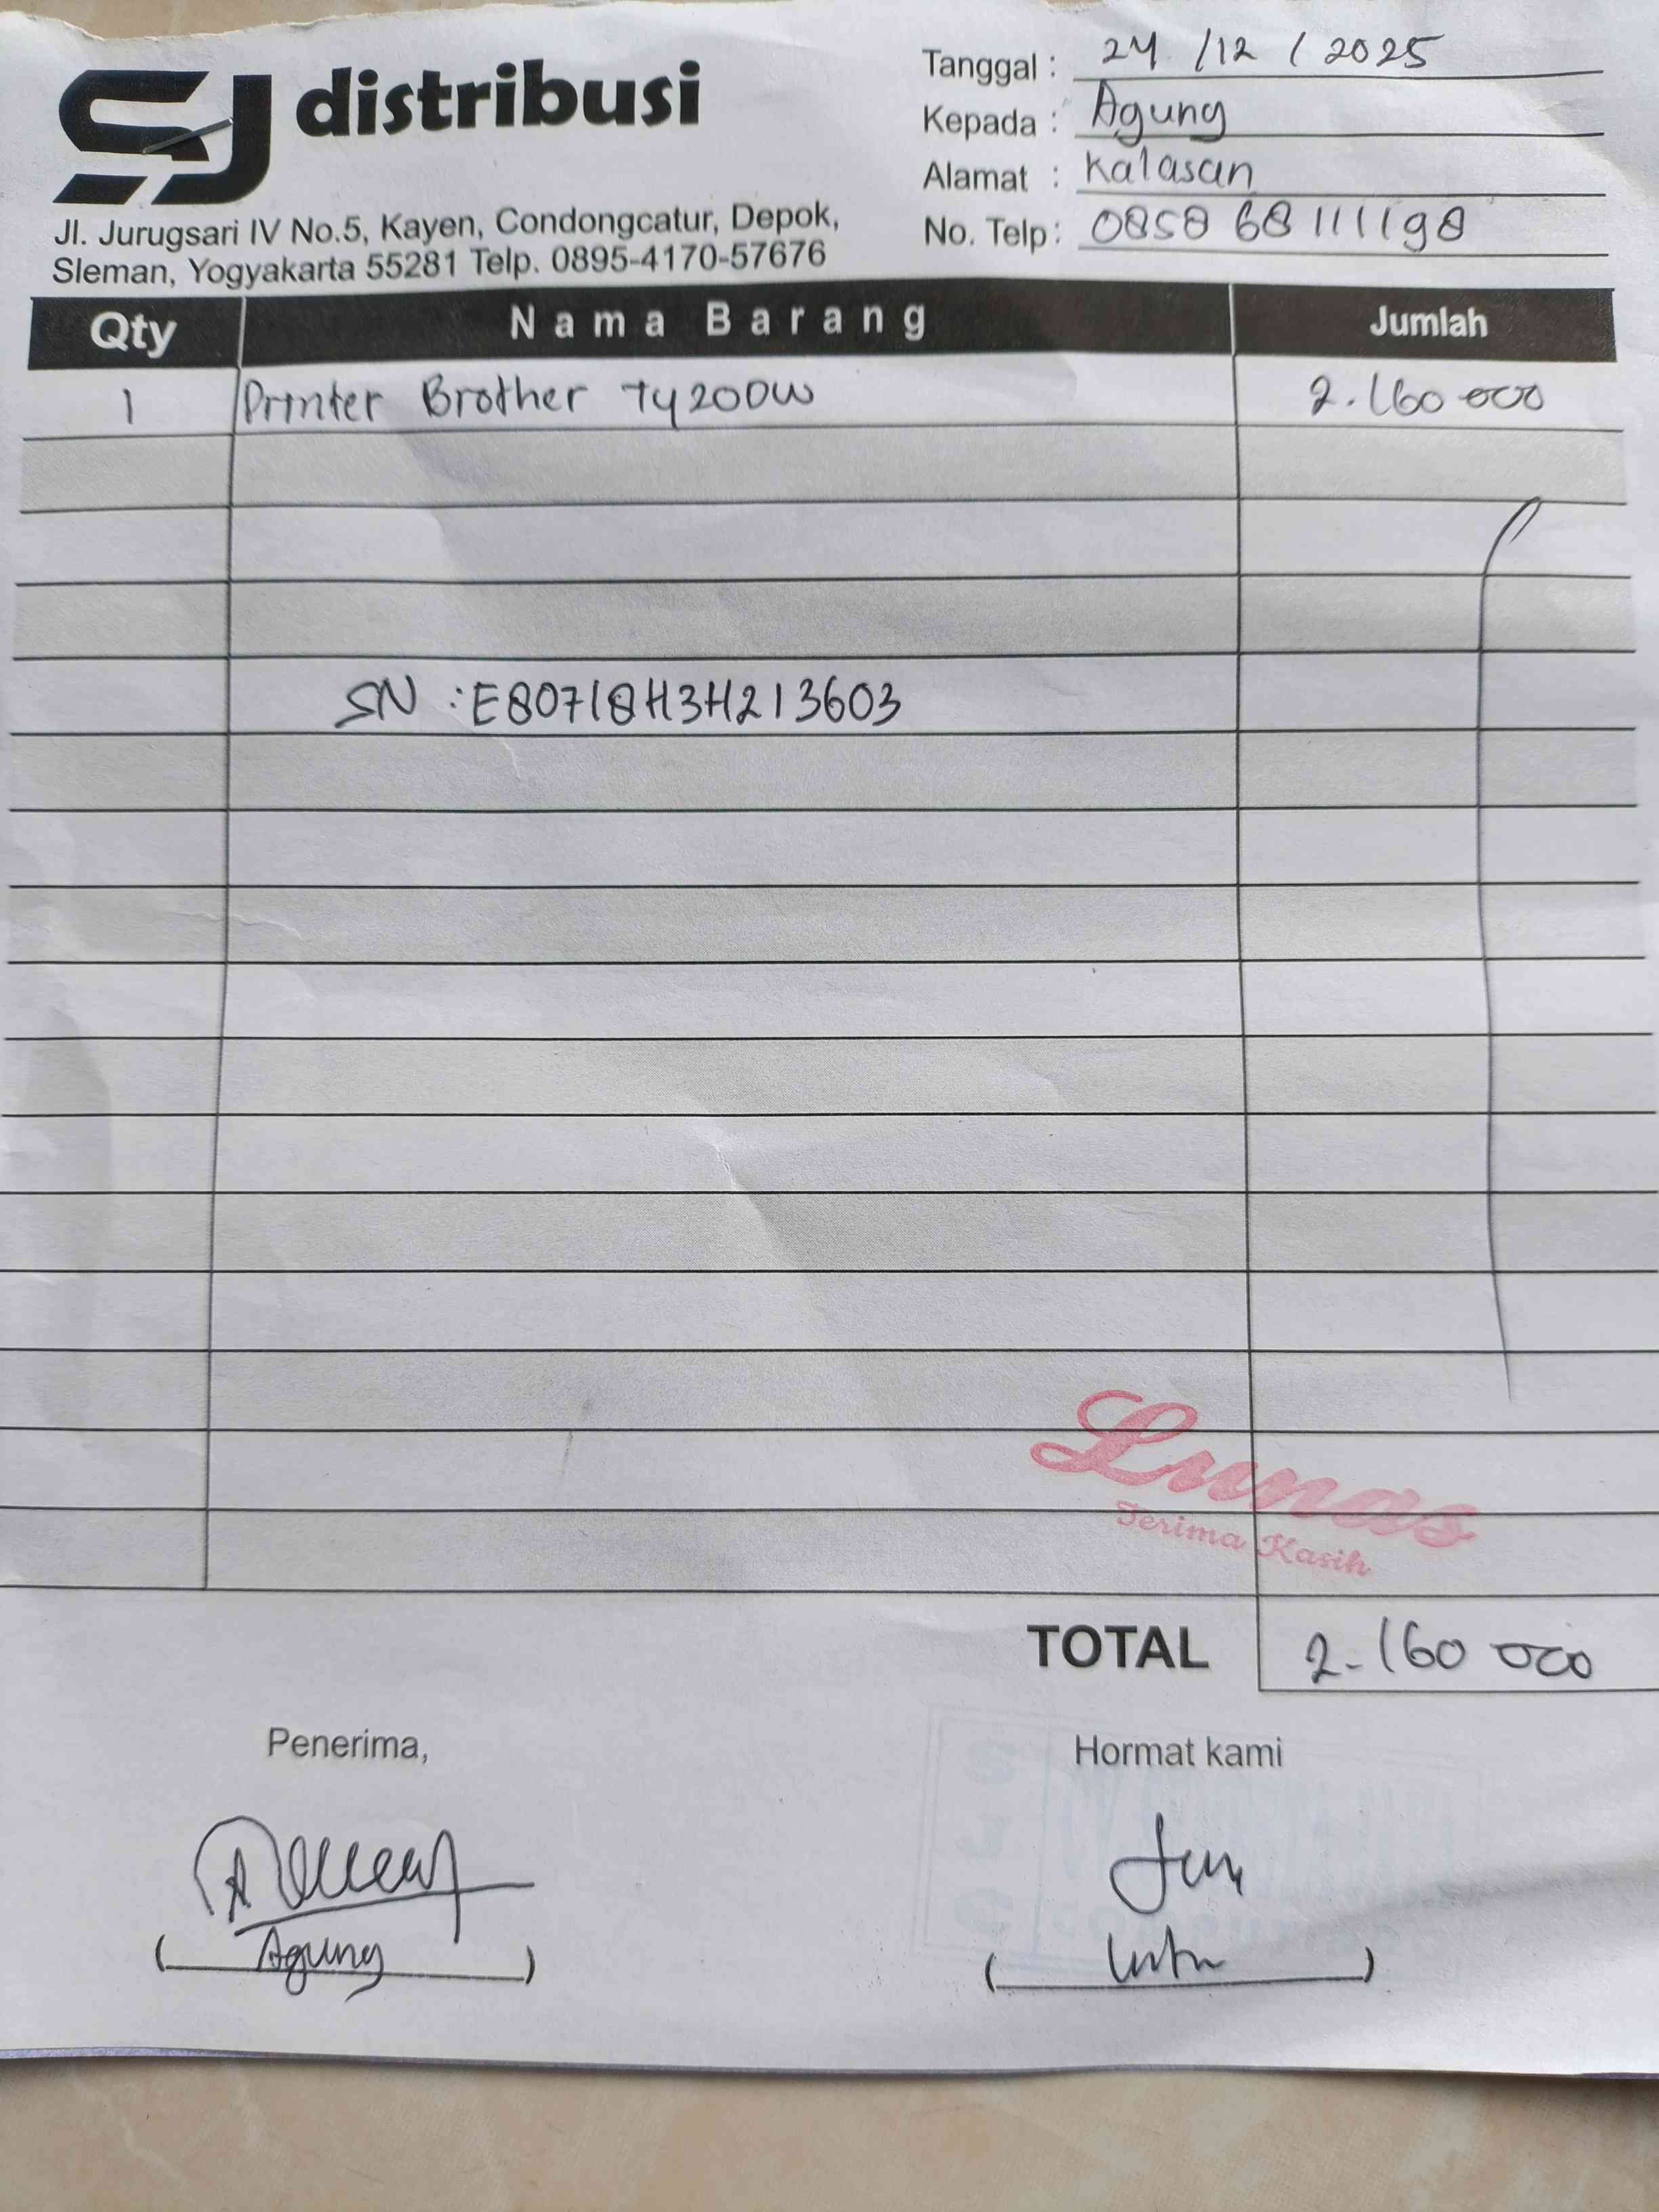 SJ distribusi
Jl. Jurugsari IV No.5, Kayen, Condongcatur, Depok,
Sleman, Yogyakarta 55281 Telp. 0895-4170-57676
Tanggal : 24 / 12 / 2025
Kepada : Agung
Alamat : Kalasan
No. Telp : 0858 68 111198
Qty Nama Barang Jumlah
1 Printer Brother T4200W 2.160 000
SN : E80718H3H213603
Lunas
Terima Kasih
TOTAL 2.160 000
Penerima, Hormat kami
( Agung )